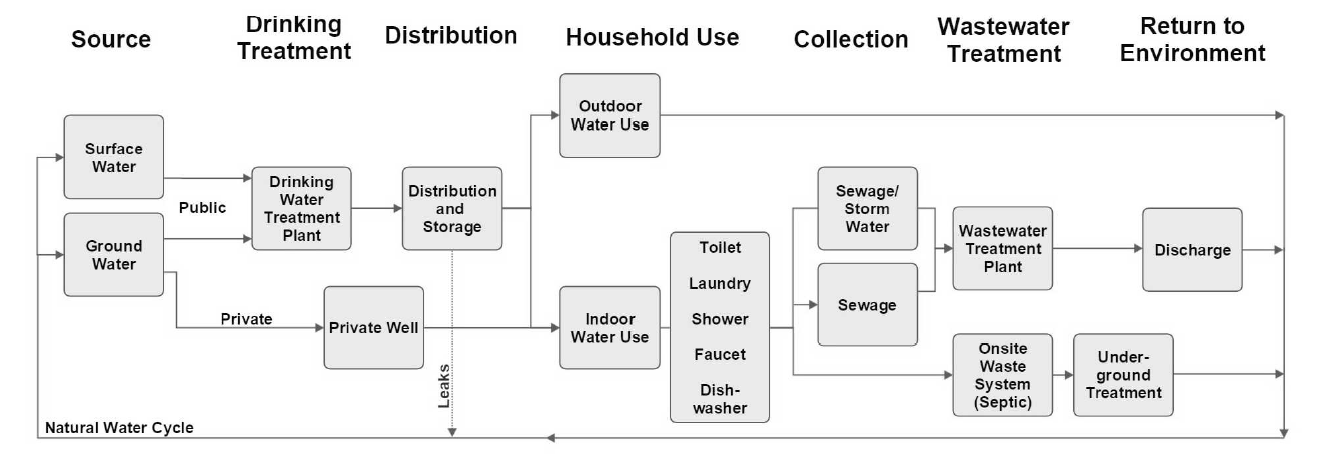 Source
Drinking
Treatment
Distribution
Household Use
Collection
Wastewater
Treatment
Return to
Environment
Surface
Water
Ground
Water
Public
Private
Drinking
Water
Treatment
Plant
Private Well
Distribution
and
Storage
Leaks
Outdoor
Water Use
Indoor
Water Use
Toilet
Laundry
Shower
Faucet
Dish-
washer
Sewage/
Storm
Water
Sewage
Wastewater
Treatment
Plant
Onsite
Waste
System
(Septic)
Under-
ground
Treatment
Discharge
Natural Water Cycle